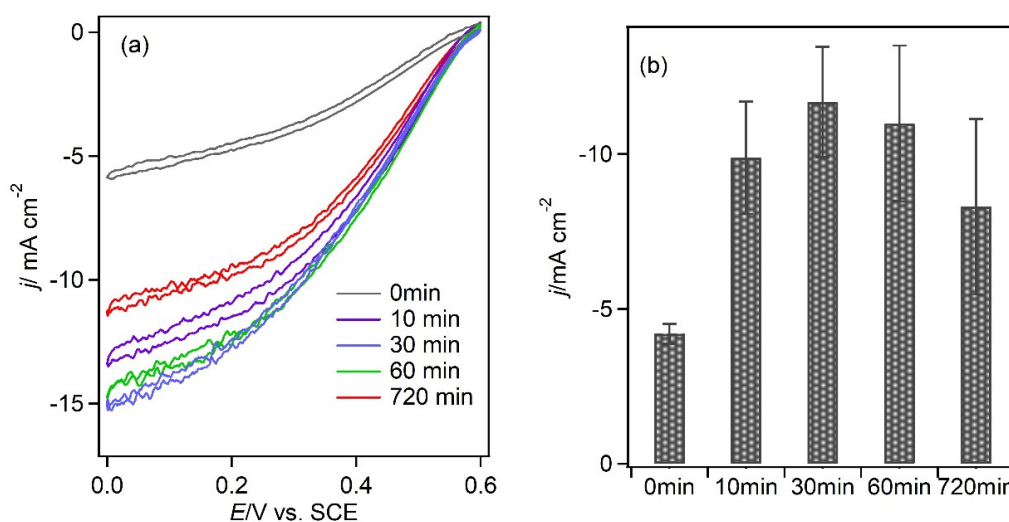 (a)
0
-5
-10
-15
j/ mA cm-2
0min
10 min
30 min
60 min
720 min
0.0 0.2 0.4 0.6
E/V vs. SCE
(b)
-10
-5
0
j/mA cm-2
0min 10min 30min 60min 720min